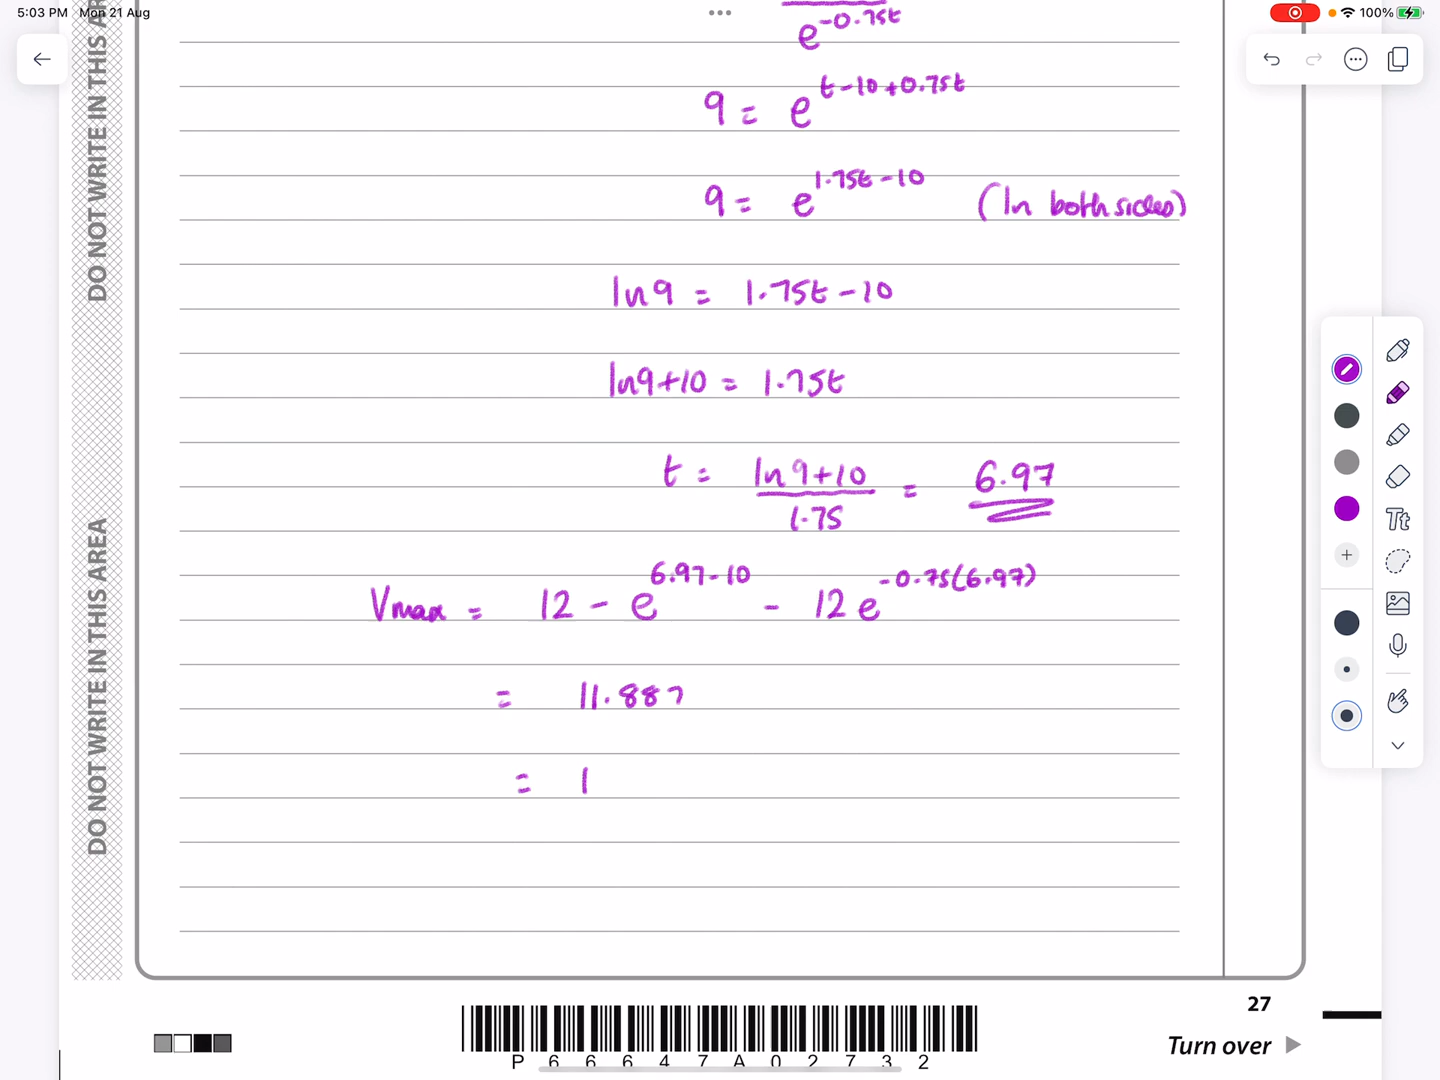 5:03 PM Mon 21 Aug 100%
e^{-0.75t}
9 = e^{t-10+0.75t}
9 = e^{1.75t-10} (ln both sides)
ln9 = 1.75t-10
ln9+10 = 1.75t
t = \frac{ln9+10}{1.75} = 6.97
Vmax = 12 - e^{6.97-10} - 12e^{-0.75(6.97)}
= 11.887
= 1
DO NOT WRITE IN THIS AR
DO NOT WRITE IN THIS AREA
Tt
27
P 6 6 6 4 7 A 0 2 7 3 2
Turn over